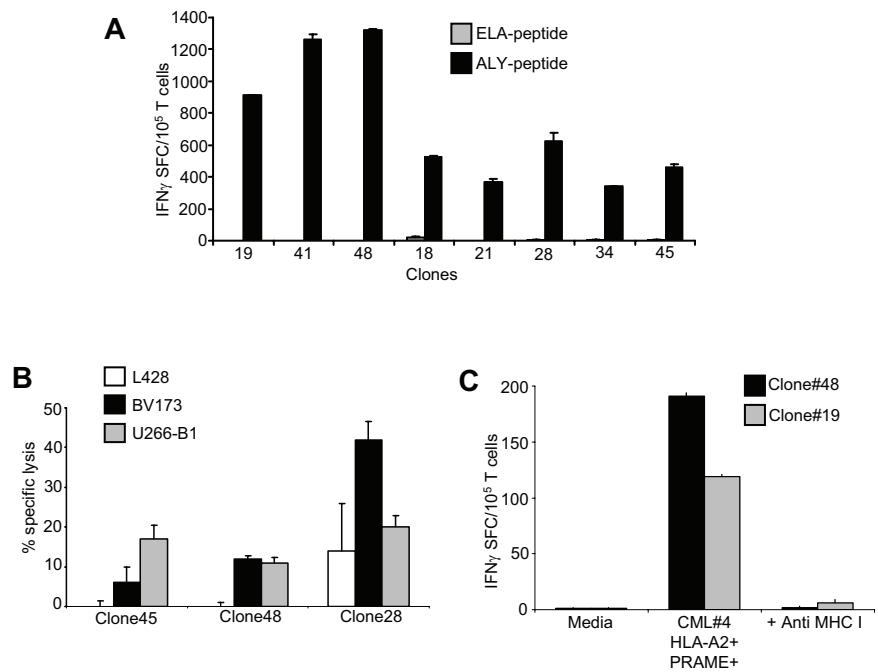 A
ELA-peptide
ALY-peptide
IFNγ SFC/10⁵ T cells
1400
1200
1000
800
600
400
200
0
19 41 48 18 21 28 34 45
Clones
B
L428
BV173
U266-B1
% specific lysis
50
40
30
20
10
0
Clone45 Clone48 Clone28
C
Clone#48
Clone#19
IFNγ SFC/10⁵ T cells
200
150
100
50
0
Media CML#4 + Anti MHC I
HLA-A2+
PRAME+